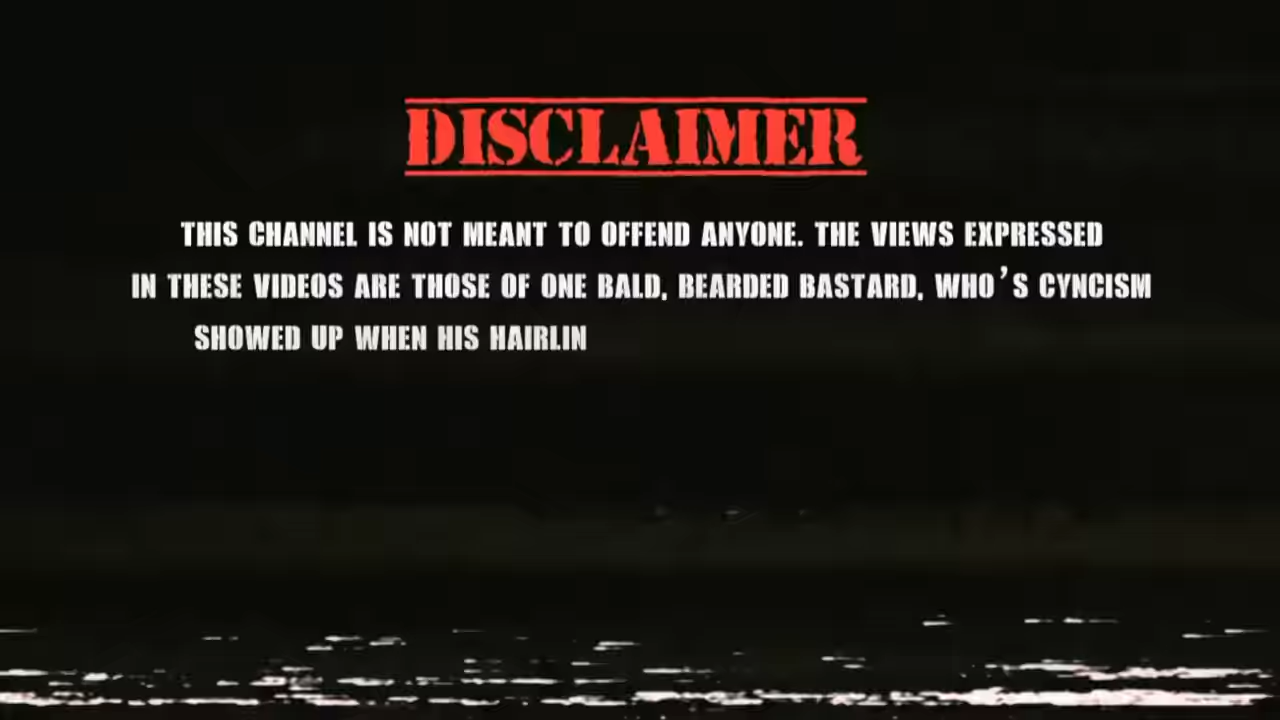 DISCLAIMER
THIS CHANNEL IS NOT MEANT TO OFFEND ANYONE. THE VIEWS EXPRESSED
IN THESE VIDEOS ARE THOSE OF ONE BALD, BEARDED BASTARD, WHO'S CYNCISM
SHOWED UP WHEN HIS HAIRLIN